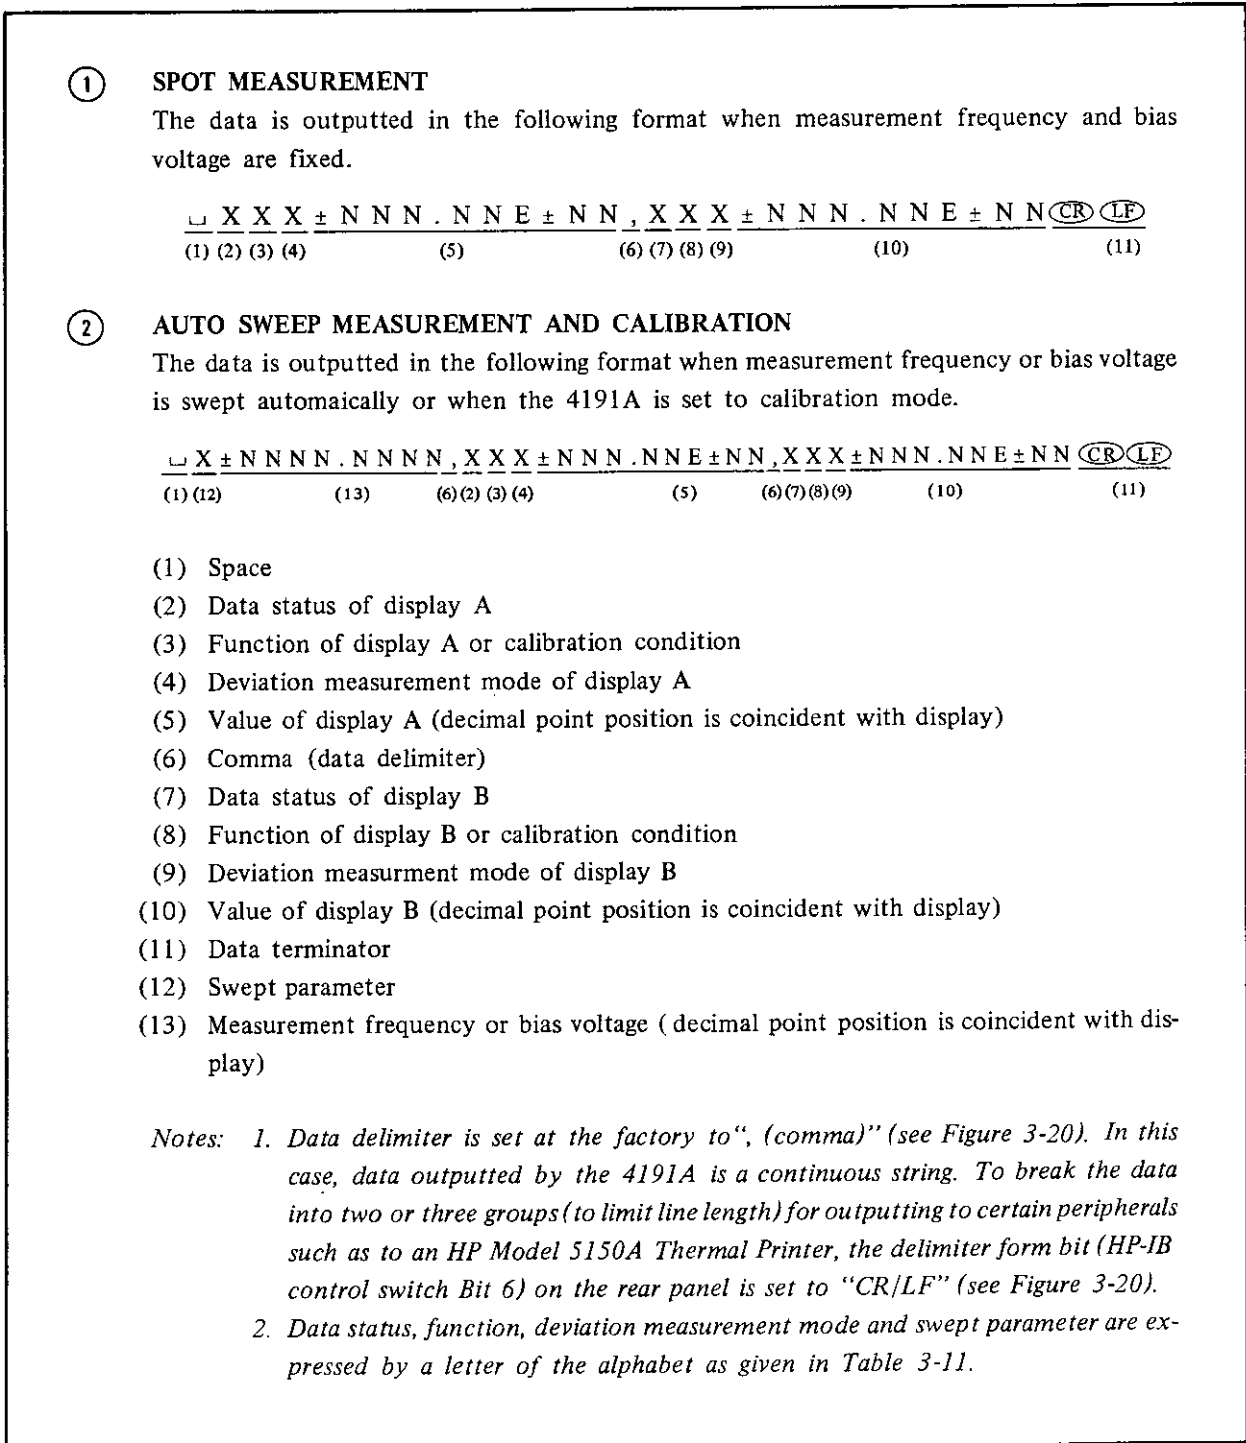 1 SPOT MEASUREMENT
The data is outputted in the following format when measurement frequency and bias
voltage are fixed.
␣ X X X ± N N N . N N E ± N N , X X X ± N N N . N N E ± N N CR LF
(1) (2) (3) (4) (5) (6) (7) (8) (9) (10) (11)
2 AUTO SWEEP MEASUREMENT AND CALIBRATION
The data is outputted in the following format when measurement frequency or bias voltage
is swept automaically or when the 4191A is set to calibration mode.
␣ X ± N N N N . N N N N , X X X ± N N N . N N E ± N N , X X X ± N N N . N N E ± N N CR LF
(1) (12) (13) (6) (2) (3) (4) (5) (6) (7) (8) (9) (10) (11)
(1) Space
(2) Data status of display A
(3) Function of display A or calibration condition
(4) Deviation measurement mode of display A
(5) Value of display A (decimal point position is coincident with display)
(6) Comma (data delimiter)
(7) Data status of display B
(8) Function of display B or calibration condition
(9) Deviation measurment mode of display B
(10) Value of display B (decimal point position is coincident with display)
(11) Data terminator
(12) Swept parameter
(13) Measurement frequency or bias voltage ( decimal point position is coincident with dis-
play)
Notes: 1. Data delimiter is set at the factory to “, (comma)” (see Figure 3-20). In this
case, data outputted by the 4191A is a continuous string. To break the data
into two or three groups (to limit line length) for outputting to certain peripherals
such as to an HP Model 5150A Thermal Printer, the delimiter form bit (HP-IB
control switch Bit 6) on the rear panel is set to “CR/LF” (see Figure 3-20).
2. Data status, function, deviation measurement mode and swept parameter are ex-
pressed by a letter of the alphabet as given in Table 3-11.